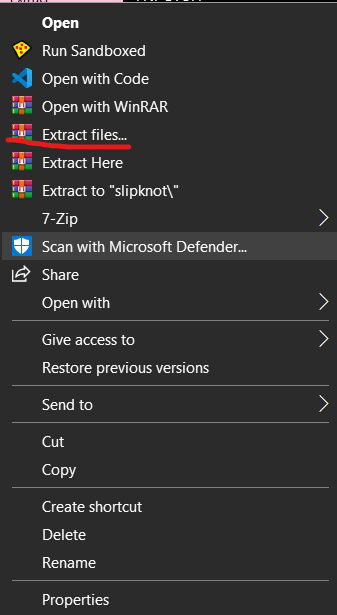 Open
Run Sandboxed
Open with Code
Open with WinRAR
Extract files...
Extract Here
Extract to "slipknot\"
7-Zip
Scan with Microsoft Defender...
Share
Open with
Give access to
Restore previous versions
Send to
Cut
Copy
Create shortcut
Delete
Rename
Properties